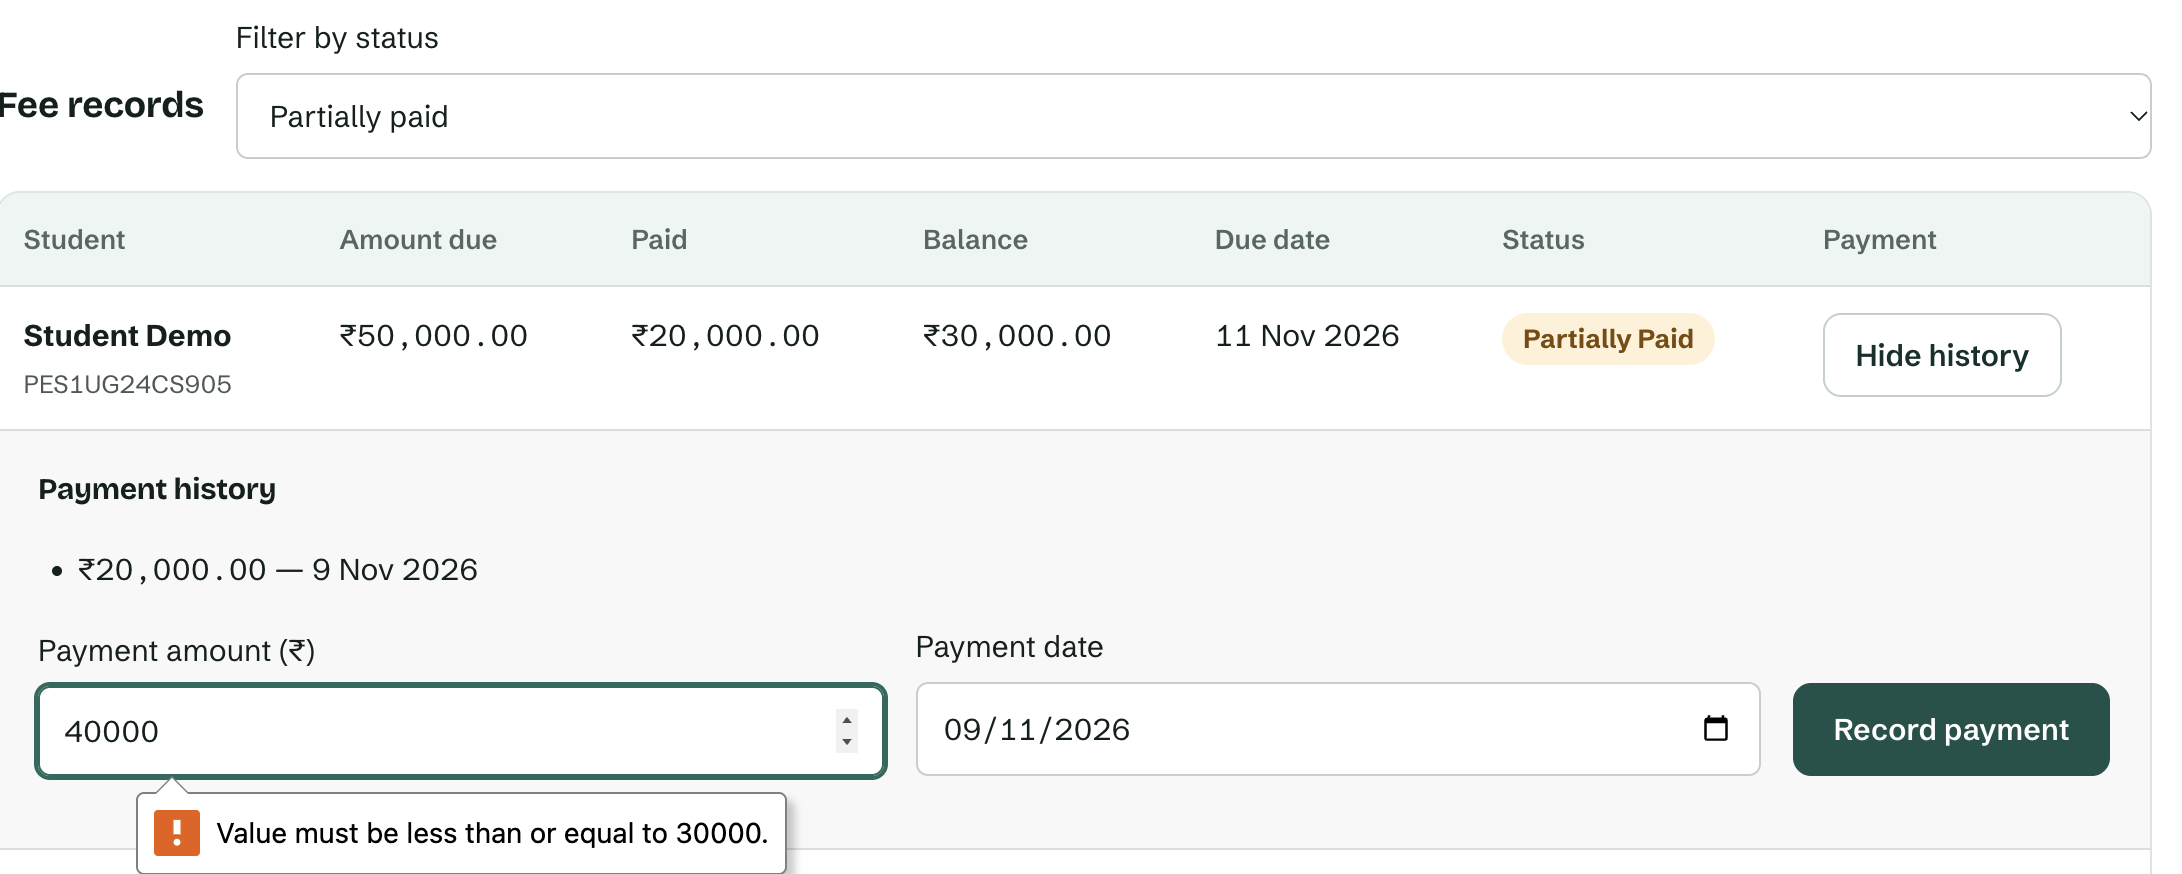 Filter by status
Fee records
Partially paid
Student Amount due Paid Balance Due date Status Payment
Student Demo ₹50,000.00 ₹20,000.00 ₹30,000.00 11 Nov 2026 Partially Paid Hide history
PES1UG24CS905
Payment history
• ₹20,000.00 — 9 Nov 2026
Payment amount (₹) Payment date
40000 09/11/2026 Record payment
Value must be less than or equal to 30000.